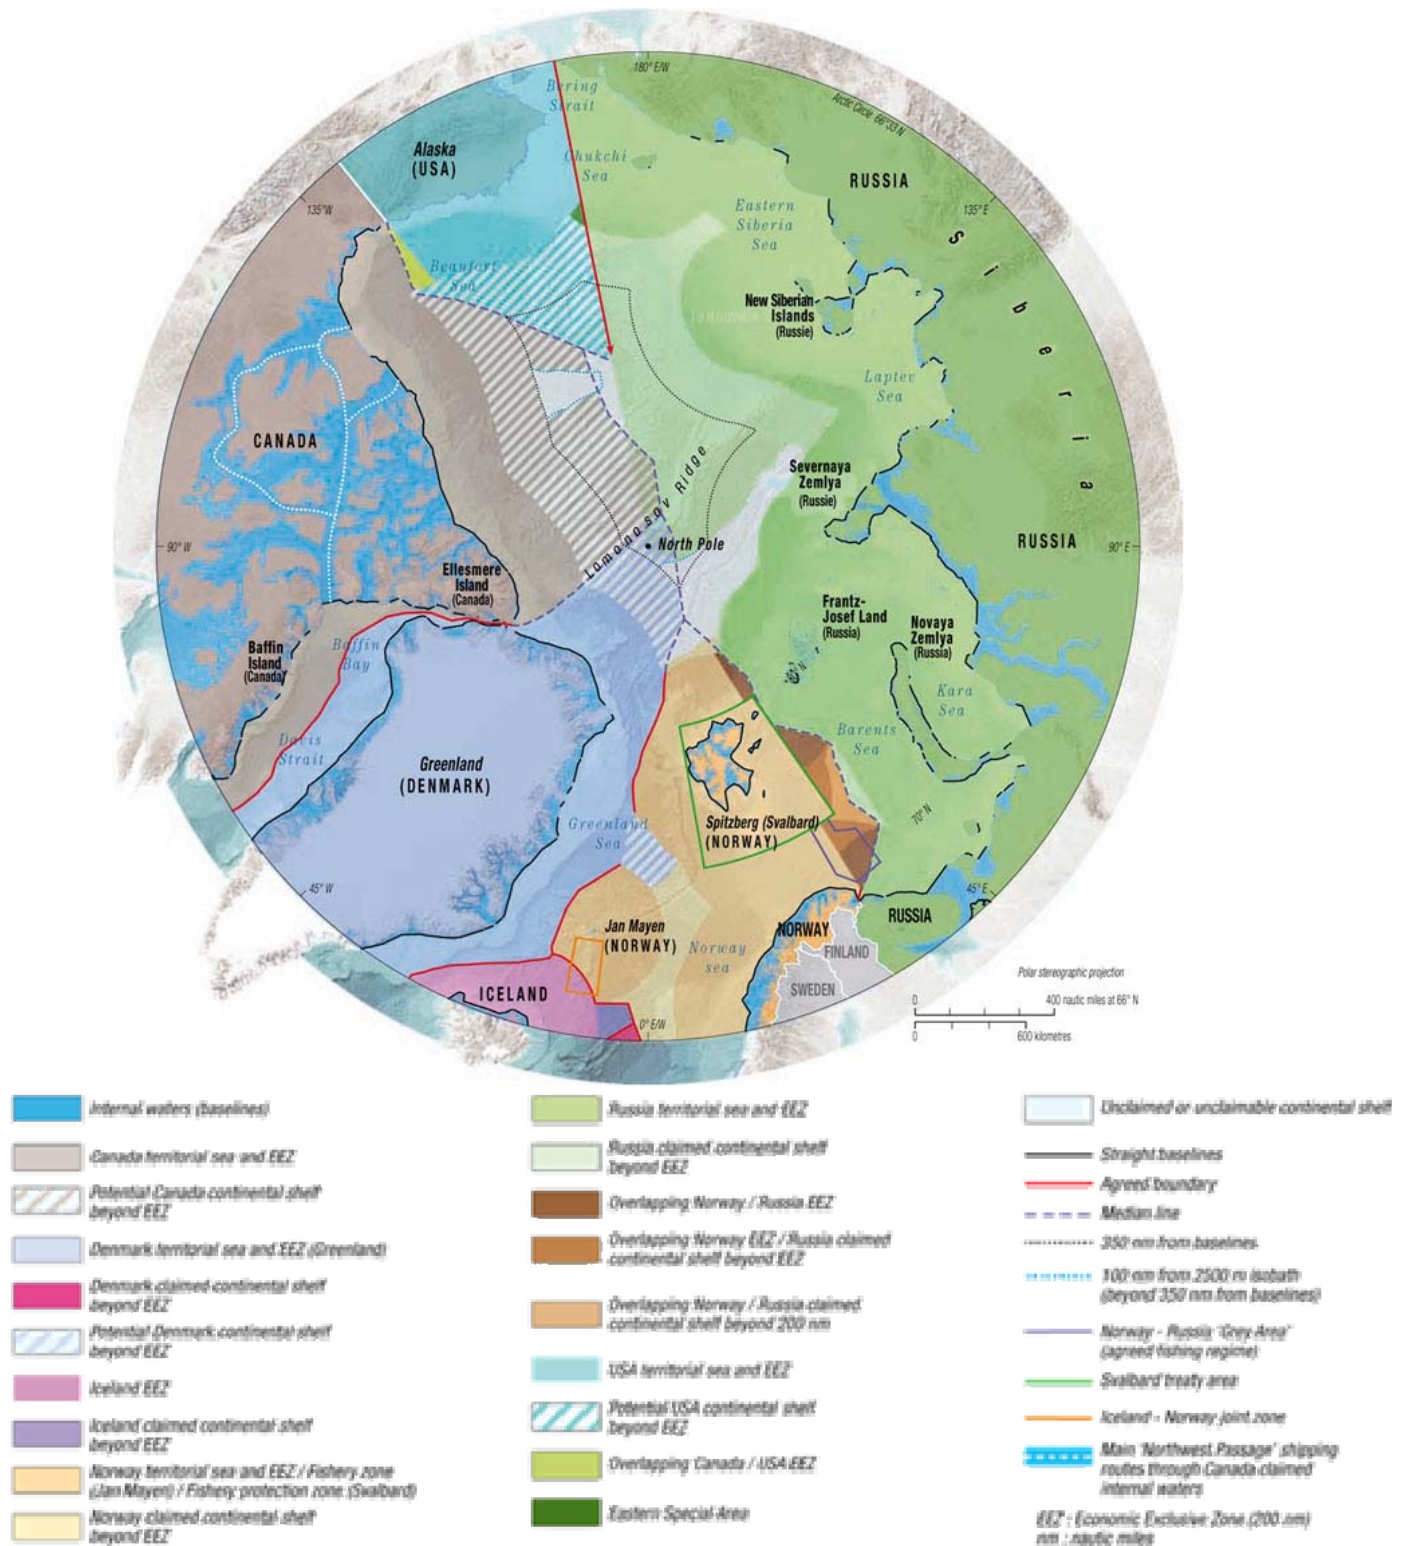 180° E/W
Bering
Strait
Arctic Circle 66°33 N
Alaska
(USA)
Chukchi
Sea
RUSSIA
135°W
135° E
Eastern
Siberia
Sea
Siberia
Beaufort
Sea
New Siberian
Islands
(Russie)
Laptev
Sea
CANADA
Severnaya
Zemlya
(Russie)
Lomonosov Ridge
North Pole
90° W
RUSSIA
90° E
Ellesmere
Island
(Canada)
Frantz-
Josef Land
(Russia)
Novaya
Zemlya
(Russia)
Baffin
Island
(Canada)
Baffin
Bay
Kara
Sea
Davis
Strait
Barents
Sea
Greenland
(DENMARK)
70° N
Greenland
Sea
Spitzberg (Svalbard)
(NORWAY)
45° W
45° E
Jan Mayen
(NORWAY)
Norway
sea
NORWAY
RUSSIA
FINLAND
SWEDEN
ICELAND
0° E/W
Polar stereographic projection
0 400 nautic miles at 66° N
0 600 kilometres
Internal waters (baselines)
Canada territorial sea and EEZ
Potential Canada continental shelf
beyond EEZ
Denmark territorial sea and EEZ (Greenland)
Denmark claimed continental shelf
beyond EEZ
Potential Denmark continental shelf
beyond EEZ
Iceland EEZ
Iceland claimed continental shelf
beyond EEZ
Norway territorial sea and EEZ / Fishery zone
(Jan Mayen) / Fishery protection zone (Svalbard)
Norway claimed continental shelf
beyond EEZ
Russia territorial sea and EEZ
Russia claimed continental shelf
beyond EEZ
Overlapping Norway / Russia EEZ
Overlapping Norway EEZ / Russia claimed
continental shelf beyond EEZ
Overlapping Norway / Russia claimed
continental shelf beyond 200 nm
USA territorial sea and EEZ
Potential USA continental shelf
beyond EEZ
Overlapping Canada / USA EEZ
Eastern Special Area
Unclaimed or unclaimable continental shelf
Straight baselines
Agreed boundary
Median line
350 nm from baselines
100 nm from 2500 m isobath
(beyond 350 nm from baselines)
Norway - Russia "Grey Area"
(agreed fishing regime)
Svalbard treaty area
Iceland - Norway joint zone
Main 'Northwest Passage' shipping
routes through Canada claimed
internal waters
EEZ : Economic Exclusive Zone (200 nm)
nm : nautic miles